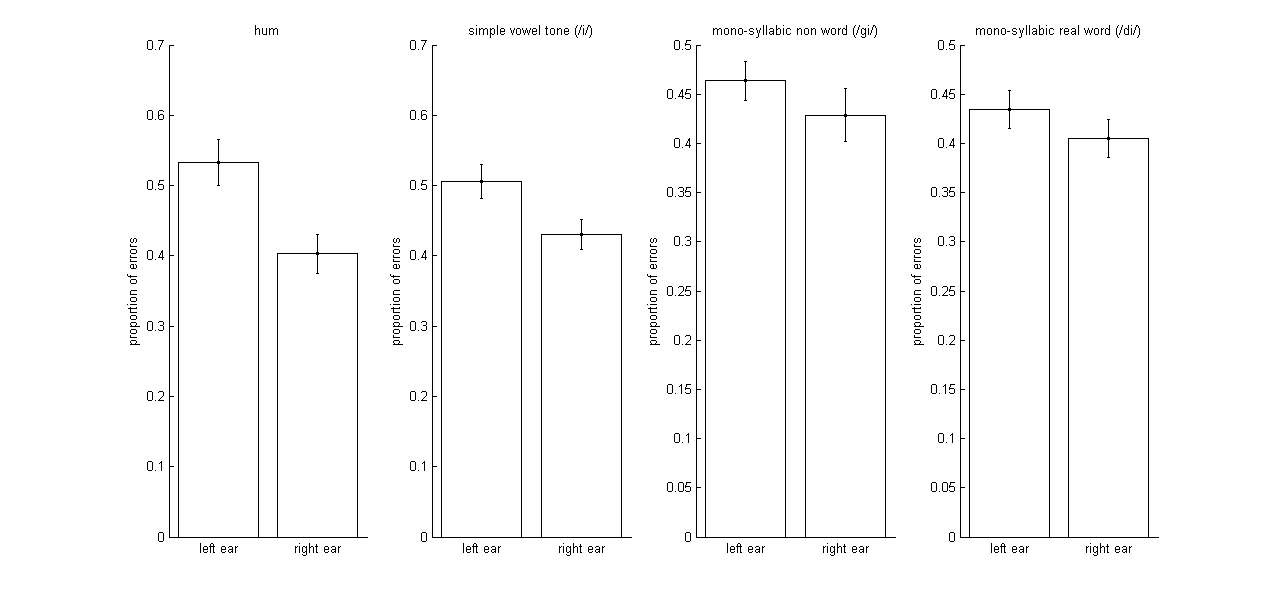 hum
0.7
0.6
0.5
0.4
0.3
0.2
0.1
0
proportion of errors
left ear
right ear
simple vowel tone (/i/)
0.7
0.6
0.5
0.4
0.3
0.2
0.1
0
proportion of errors
left ear
right ear
mono-syllabic non word (/gi/)
0.5
0.45
0.4
0.35
0.3
0.25
0.2
0.15
0.1
0.05
0
proportion of errors
left ear
right ear
mono-syllabic real word (/di/)
0.5
0.45
0.4
0.35
0.3
0.25
0.2
0.15
0.1
0.05
0
proportion of errors
left ear
right ear